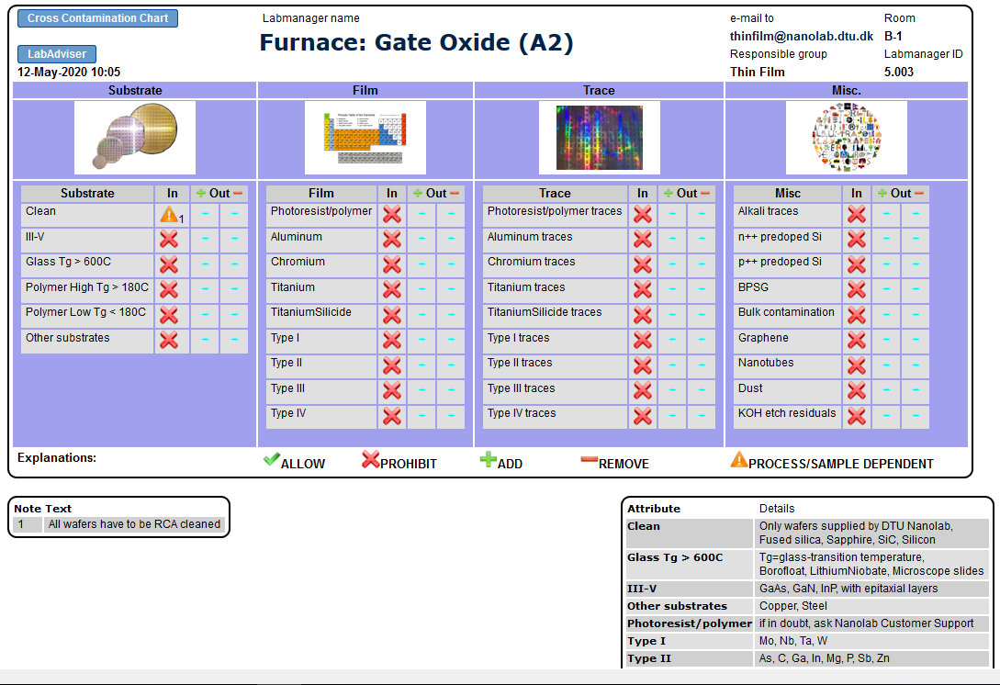 Cross Contamination Chart
Labmanager name
e-mail to
Room
Furnace: Gate Oxide (A2)
thinfilm@nanolab.dtu.dk
B-1
LabAdviser
Responsible group
Labmanager ID
12-May-2020 10:05
Thin Film
5.003
Substrate Film Trace Misc.
Substrate In Out
Clean 1
III-V
Glass Tg > 600C
Polymer High Tg > 180C
Polymer Low Tg < 180C
Other substrates
Film In Out
Photoresist/polymer
Aluminum
Chromium
Titanium
TitaniumSilicide
Type I
Type II
Type III
Type IV
Trace In Out
Photoresist/polymer traces
Aluminum traces
Chromium traces
Titanium traces
TitaniumSilicide traces
Type I traces
Type II traces
Type III traces
Type IV traces
Misc In Out
Alkali traces
n++ predoped Si
p++ predoped Si
BPSG
Bulk contamination
Graphene
Nanotubes
Dust
KOH etch residuals
Explanations:
ALLOW
PROHIBIT
ADD
REMOVE
PROCESS/SAMPLE DEPENDENT
Note Text
1 All wafers have to be RCA cleaned
Attribute Details
Clean Only wafers supplied by DTU Nanolab,
Fused silica, Sapphire, SiC, Silicon
Glass Tg > 600C Tg=glass-transition temperature,
Borofloat, LithiumNiobate, Microscope slides
III-V GaAs, GaN, InP, with epitaxial layers
Other substrates Copper, Steel
Photoresist/polymer if in doubt, ask Nanolab Customer Support
Type I Mo, Nb, Ta, W
Type II As, C, Ga, In, Mg, P, Sb, Zn